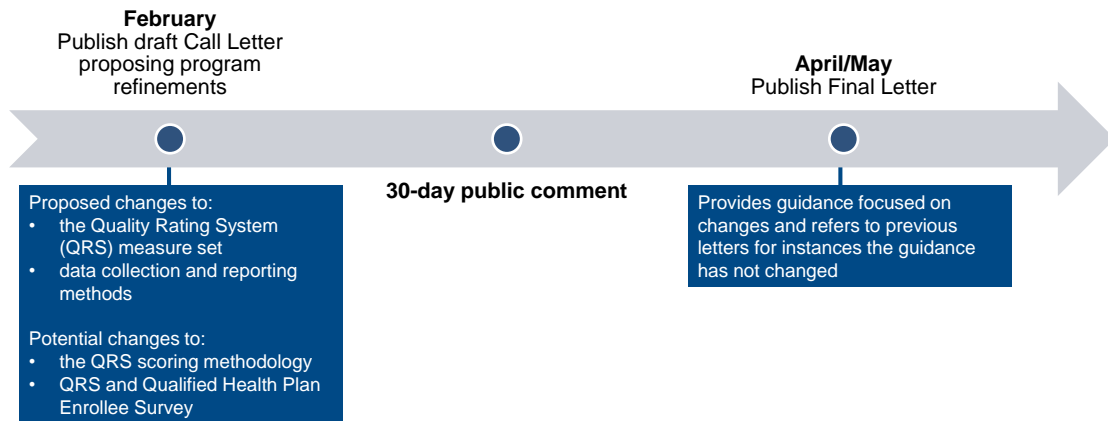 February
Publish draft Call Letter
proposing program
refinements
April/May
Publish Final Letter
30-day public comment
Proposed changes to:
• the Quality Rating System
(QRS) measure set
• data collection and reporting
methods
Potential changes to:
• the QRS scoring methodology
• QRS and Qualified Health Plan
Enrollee Survey
Provides guidance focused on
changes and refers to previous
letters for instances the guidance
has not changed